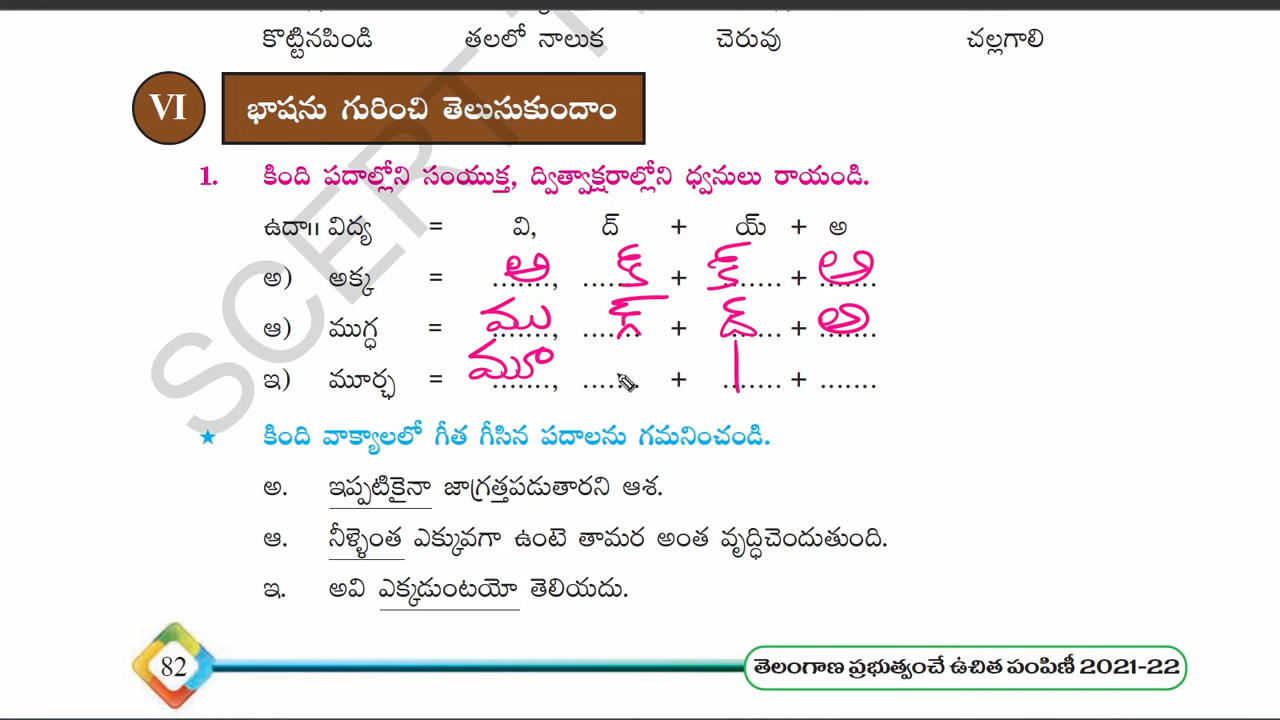 కొట్టినపిండి తలలో నాలుక చెరువు చల్లగాలి
VI భాషను గురించి తెలుసుకుందాం
1. కింది పదాల్లోని సంయుక్త, ద్విత్వాక్షరాల్లోని ధ్వనులు రాయండి.
ఉదా॥ విద్య = వి, ద్ + య్ + అ
అ) అక్క = అ, క్ + క్ + అ
ఆ) ముగ్ధ = ము, గ్ + ధ్ + అ
ఇ) మూర్ఛ = మూ, ...... + ....... + .......
★ కింది వాక్యాలలో గీత గీసిన పదాలను గమనించండి.
అ. ఇప్పటికైనా జాగ్రత్తపడుతారని ఆశ.
ఆ. నీళ్ళెంత ఎక్కువగా ఉంటె తామర అంత వృద్ధిచెందుతుంది.
ఇ. అవి ఎక్కడుంటయో తెలియదు.
82 తెలంగాణ ప్రభుత్వంచే ఉచిత పంపిణీ 2021-22
SCERT T